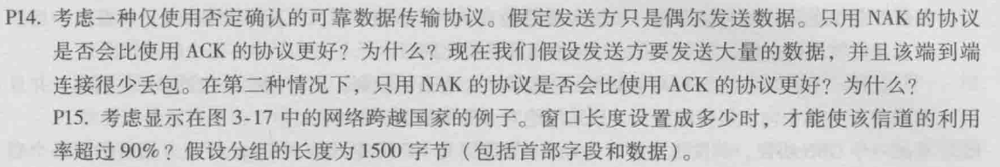 P14. 考虑一种仅使用否定确认的可靠数据传输协议。假定发送方只是偶尔发送数据。只用 NAK 的协议
是否会比使用 ACK 的协议更好？为什么？现在我们假设发送方要发送大量的数据，并且该端到端
连接很少丢包。在第二种情况下，只用 NAK 的协议是否会比使用 ACK 的协议更好？为什么？
P15. 考虑显示在图 3-17 中的网络跨越国家的例子。窗口长度设置成多少时，才能使该信道的利用
率超过 90%？假设分组的长度为 1500 字节（包括首部字段和数据）。